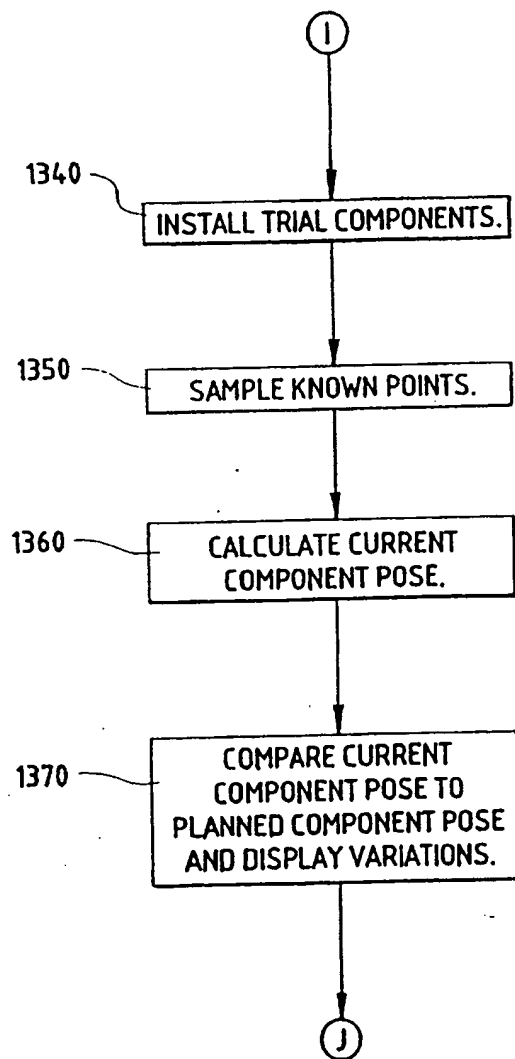 I
1340
INSTALL TRIAL COMPONENTS.
1350
SAMPLE KNOWN POINTS.
1360
CALCULATE CURRENT
COMPONENT POSE.
1370
COMPARE CURRENT
COMPONENT POSE TO
PLANNED COMPONENT POSE
AND DISPLAY VARIATIONS.
J